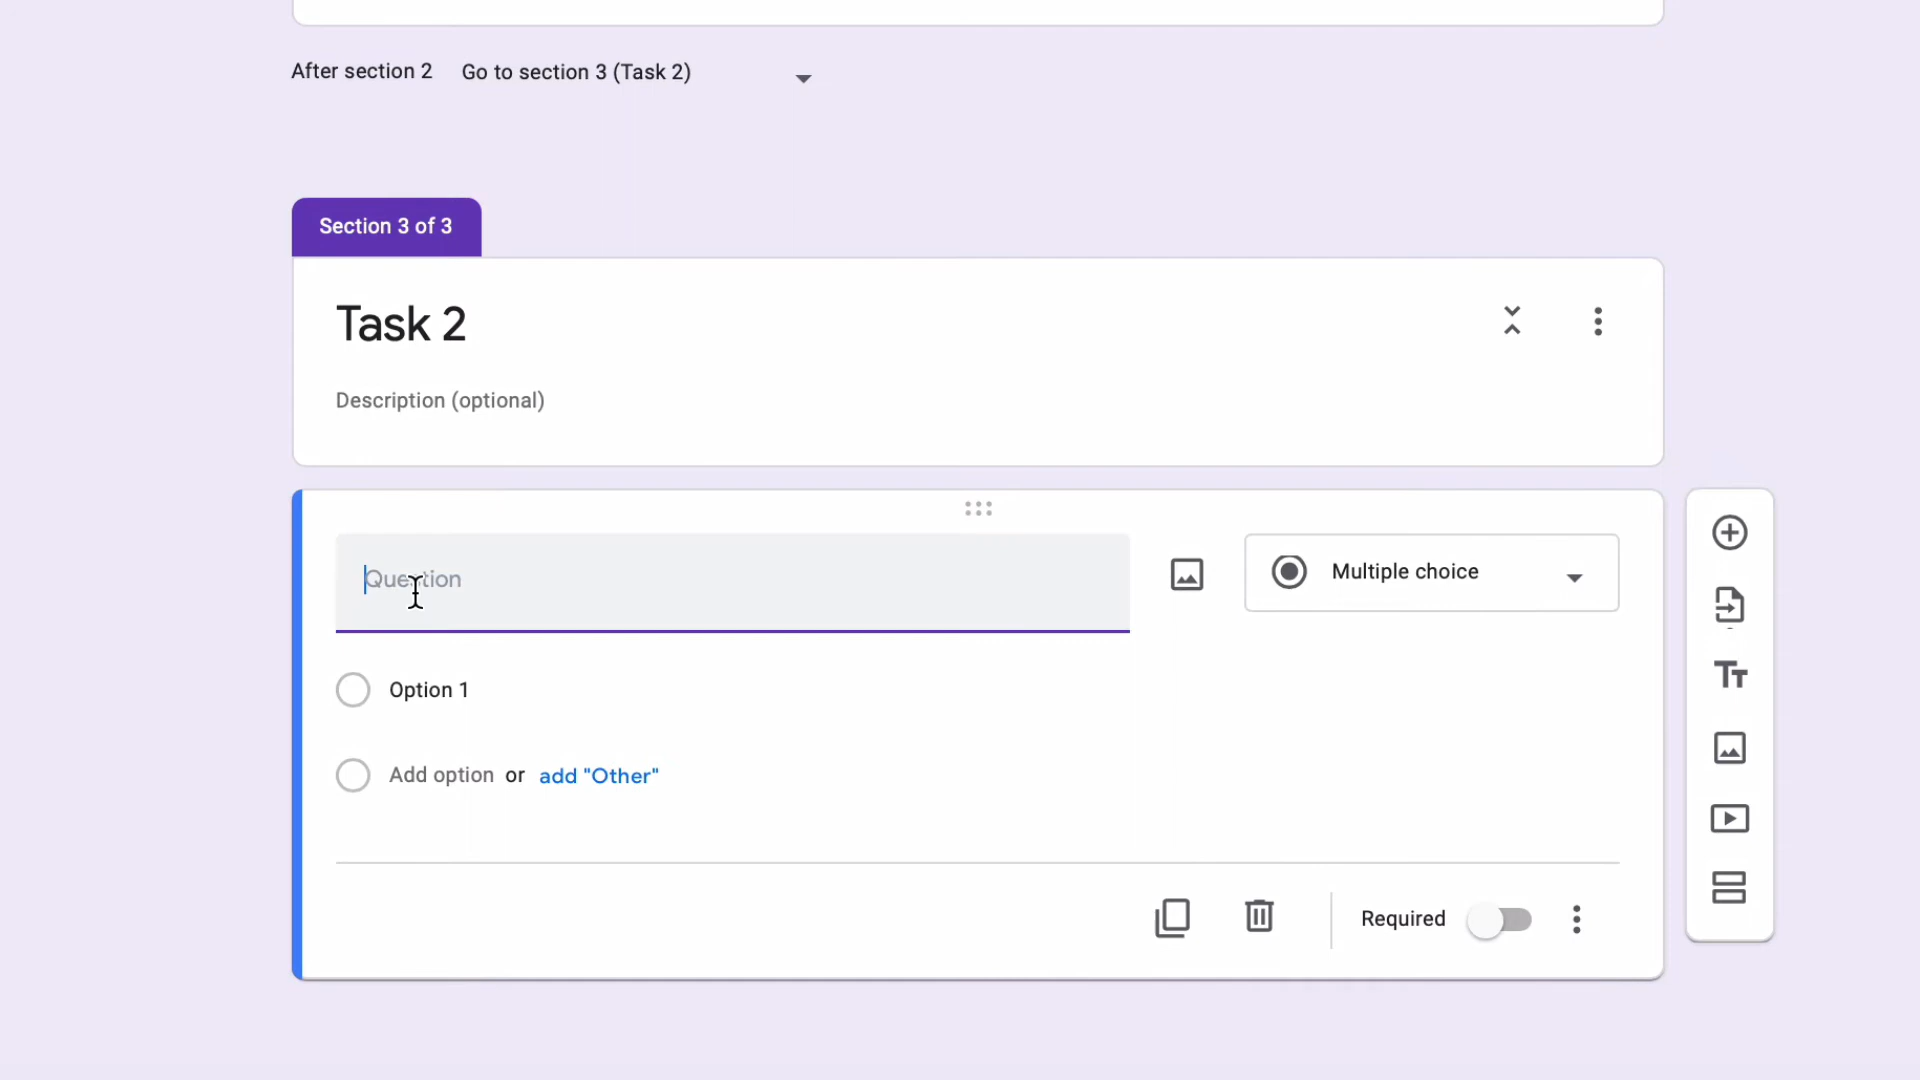 After section 2 Go to section 3 (Task 2)
Section 3 of 3
Task 2
Description (optional)
Question
Multiple choice
Option 1
Add option or add "Other"
Required
Tt